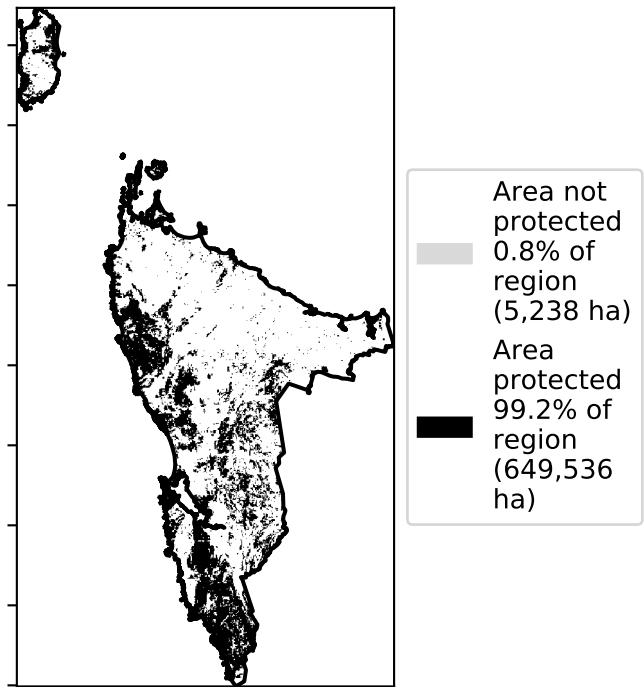 Area not
protected
0.8% of
region
(5,238 ha)
Area
protected
99.2% of
region
(649,536
ha)